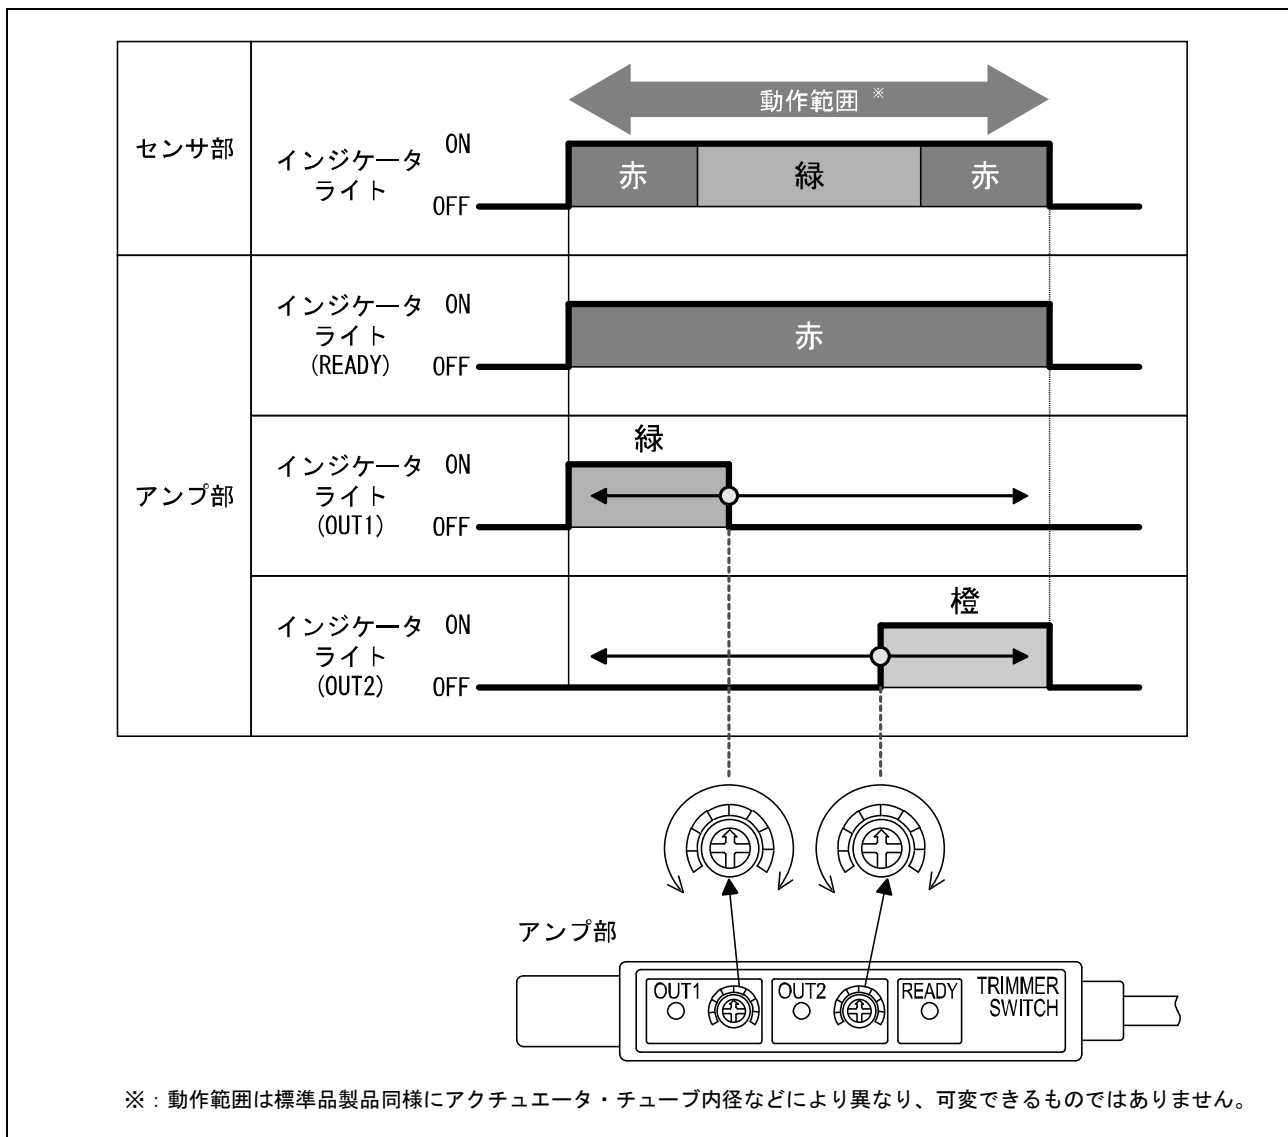 動作範囲 ※
センサ部
インジケータ
ライト
ON
OFF
赤
緑
赤
アンプ部
インジケータ
ライト
(READY)
ON
OFF
赤
インジケータ
ライト
(OUT1)
ON
OFF
緑
インジケータ
ライト
(OUT2)
ON
OFF
橙
アンプ部
OUT1
OUT2
READY
TRIMMER
SWITCH
※：動作範囲は標準品製品同様にアクチュエータ・チューブ内径などにより異なり、可変できるものではありません。